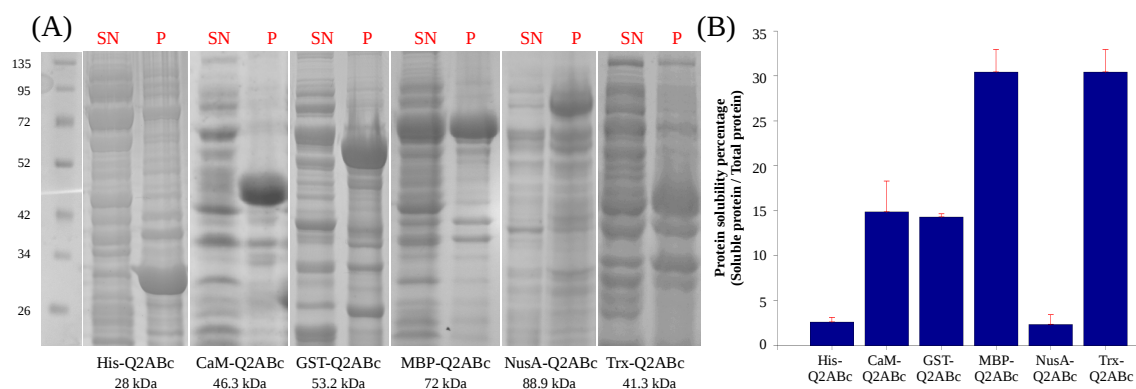 (A)
SN P SN P SN P SN P SN P SN P
135
95
72
52
42
34
26
His-Q2ABc CaM-Q2ABc GST-Q2ABc MBP-Q2ABc NusA-Q2ABc Trx-Q2ABc
28 kDa 46.3 kDa 53.2 kDa 72 kDa 88.9 kDa 41.3 kDa
(B)
Protein solubility percentage
(Soluble protein / Total protein)
35
30
25
20
15
10
5
0
His- CaM- GST- MBP- NusA- Trx-
Q2ABc Q2ABc Q2ABc Q2ABc Q2ABc Q2ABc